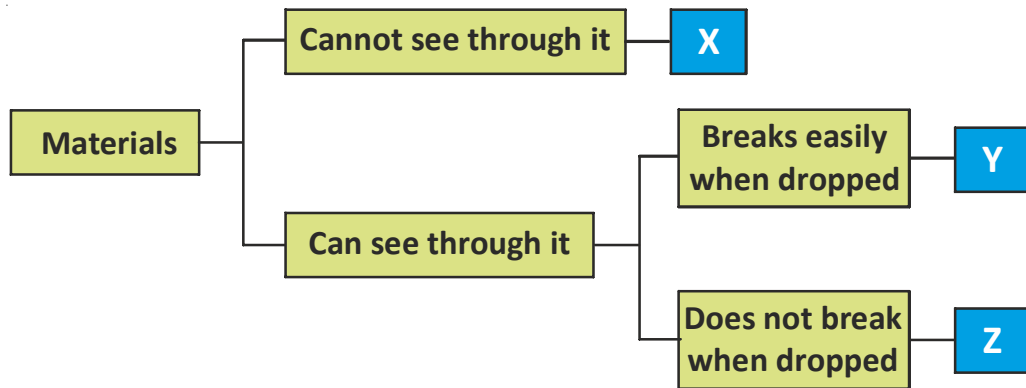 Cannot see through it
X
Materials
Breaks easily
when dropped
Y
Can see through it
Does not break
when dropped
Z